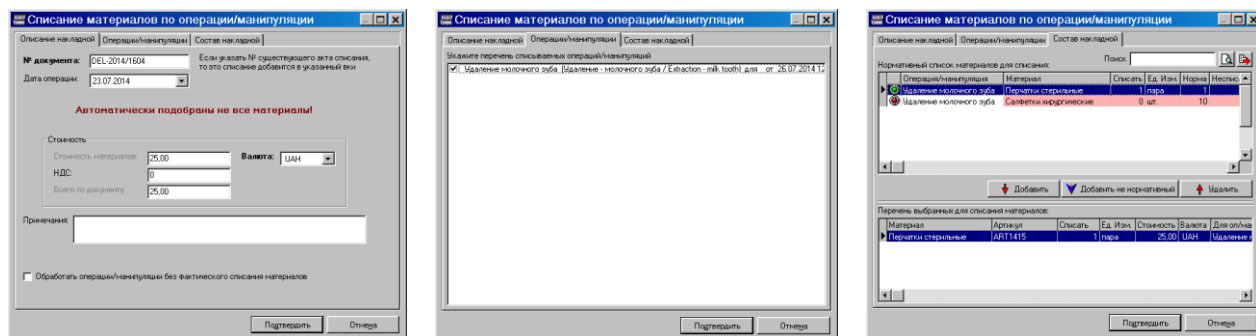 Списание материалов по операции/манипуляции
Описание накладной Операции/манипуляции Состав накладной
№ документа: DEL-2014/1604
Если указать № существующего акта списания,
то это списание добавится в указанный
Дата операции: 23.07.2014
Автоматически подобраны не все материалы!
Стоимость
Стоимость материалов: 25,00 Валюта: UAH
НДС: 0
Всего по документу: 25,00
Примечания:
Обработать операции/манипуляции без фактического списания материалов
Подтвердить Отмена
Списание материалов по операции/манипуляции
Описание накладной Операции/манипуляции Состав накладной
Укажите перечень списываемых операций/манипуляций
Удаление молочного зуба (Удаление - молочного зуба / Extraction - milk tooth) для ..от 26.07.2014 12
Подтвердить Отмена
Списание материалов по операции/манипуляции
Описание накладной Операции/манипуляции Состав накладной
Нормативный список материалов для списания: Поиск:
Операция/манипуляция Материал Списать Ед. Изм. Норма Несписа
Удаление молочного зуба Перчатки стерильные 1 пара 1
Удаление молочного зуба Салфетки хирургические 0 шт. 10
Добавить Добавить не нормативный Удалить
Перечень выбранных для списания материалов:
Материал Артикул Списать Ед. Изм. Стоимость Валюта Для оп/ма
Перчатки стерильные ART1415 1 пара 25,00 UAH Удаление
Подтвердить Отмена